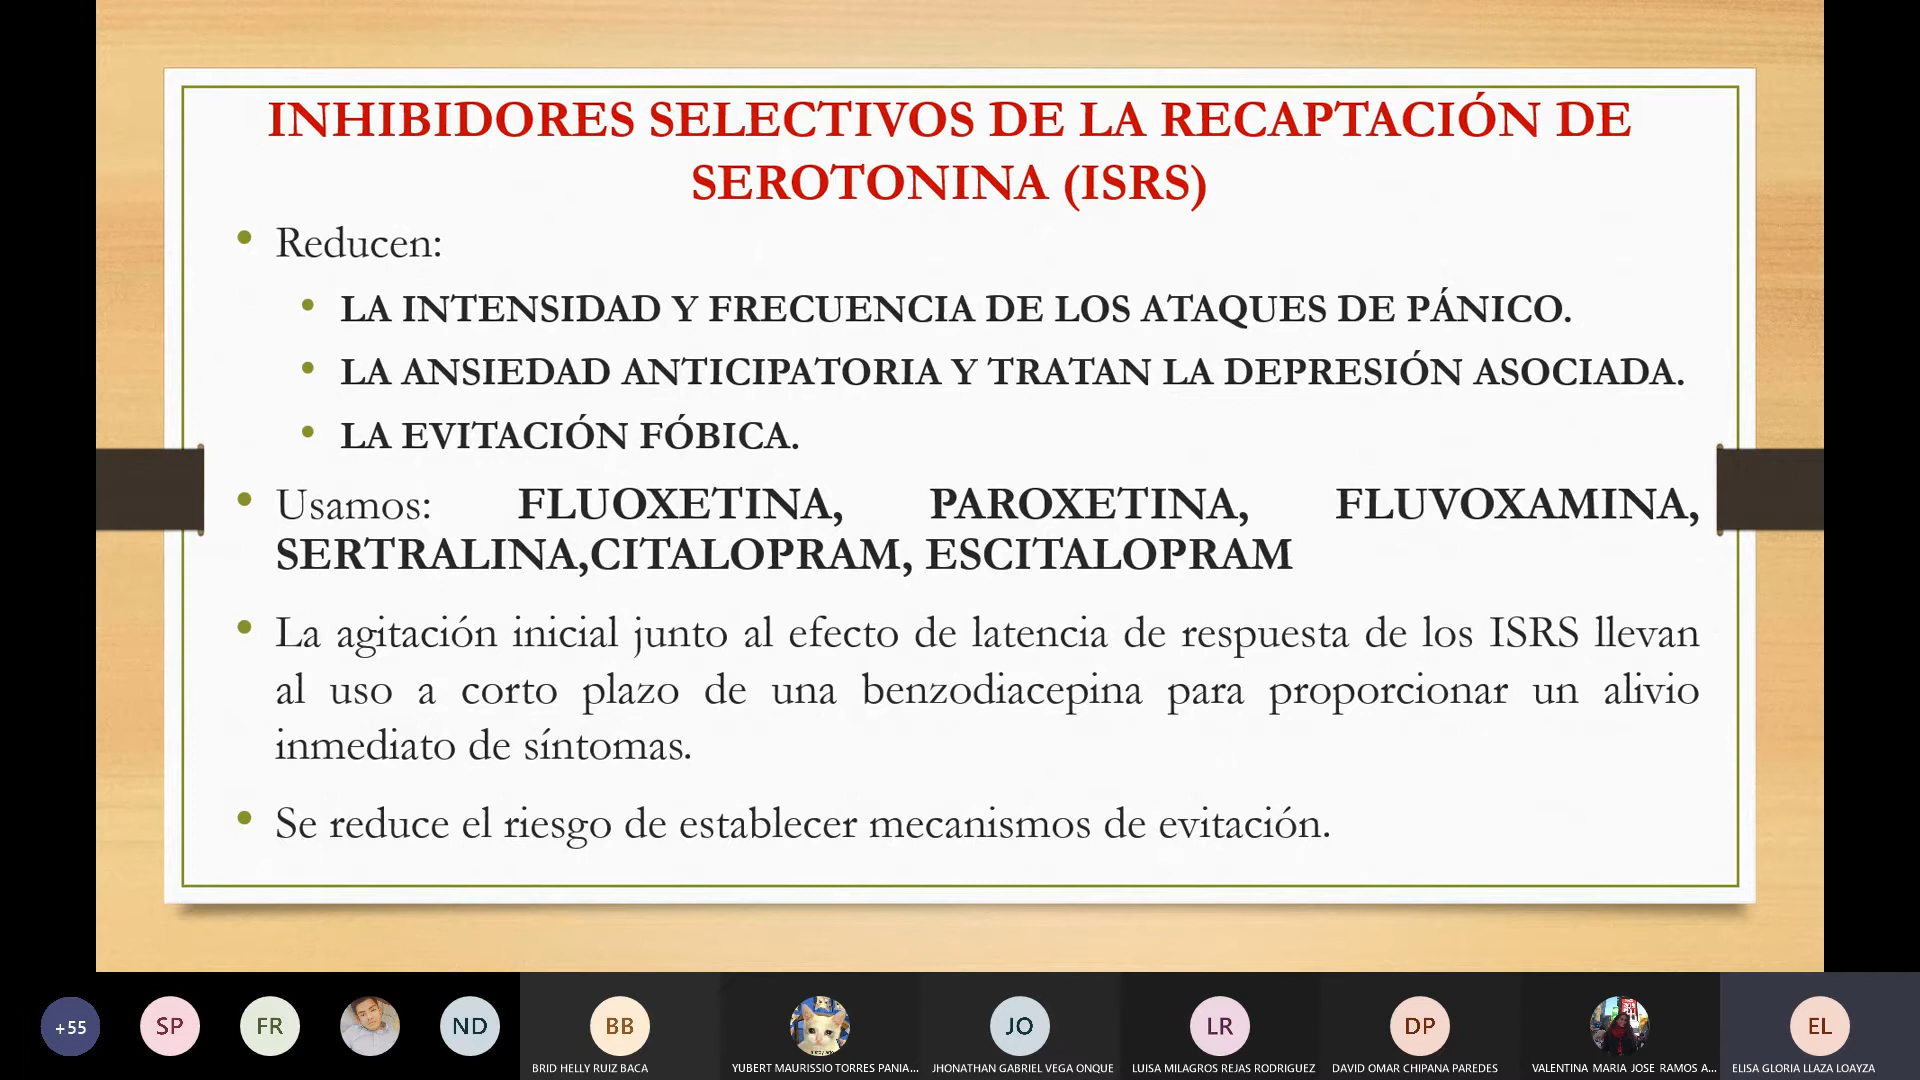 INHIBIDORES SELECTIVOS DE LA RECAPTACIÓN DE
SEROTONINA (ISRS)
• Reducen:
• LA INTENSIDAD Y FRECUENCIA DE LOS ATAQUES DE PÁNICO.
• LA ANSIEDAD ANTICIPATORIA Y TRATAN LA DEPRESIÓN ASOCIADA.
• LA EVITACIÓN FÓBICA.
• Usamos: FLUOXETINA, PAROXETINA, FLUVOXAMINA,
SERTRALINA,CITALOPRAM, ESCITALOPRAM
• La agitación inicial junto al efecto de latencia de respuesta de los ISRS llevan
al uso a corto plazo de una benzodiacepina para proporcionar un alivio
inmediato de síntomas.
• Se reduce el riesgo de establecer mecanismos de evitación.
+55 SP FR ND BB JO LR DP EL
BRID HELLY RUIZ BACA YUBERT MAURISSIO TORRES PANIA... JHONATHAN GABRIEL VEGA ONQUE LUISA MILAGROS REJAS RODRIGUEZ DAVID OMAR CHIPANA PAREDES VALENTINA MARIA JOSE RAMOS A... ELISA GLORIA LLAZA LOAYZA